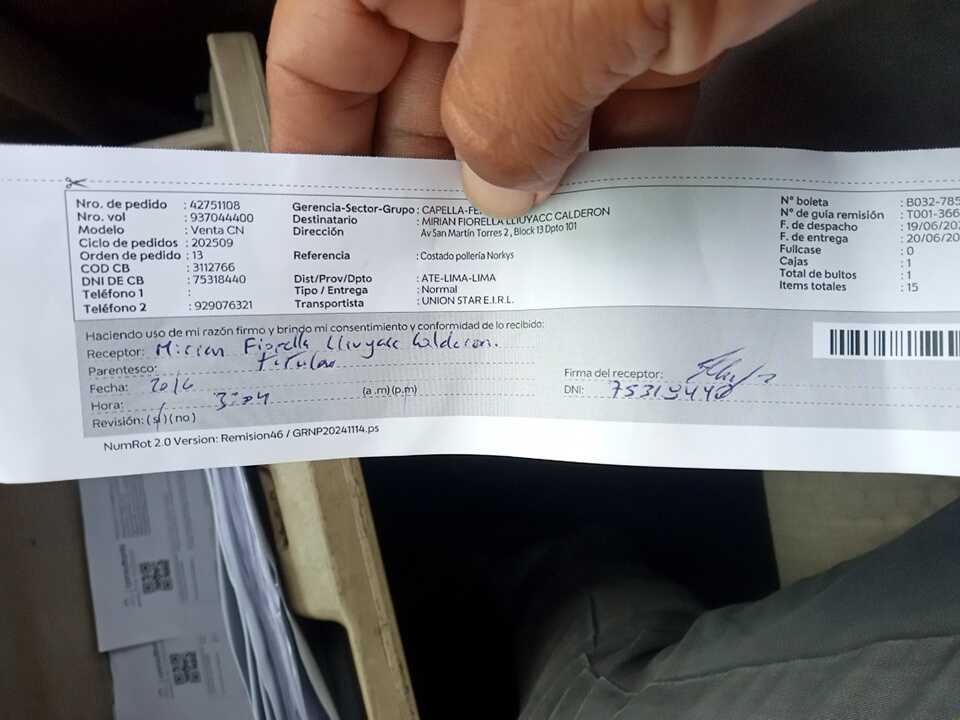 Nro. de pedido : 42751108
Nro. vol : 937044400
Modelo : Venta CN
Ciclo de pedidos : 202509
Orden de pedido : 13
COD CB : 3112766
DNI DE CB : 75318440
Teléfono 1 :
Teléfono 2 : 929076321
Gerencia-Sector-Grupo : CAPELLA-FE
Destinatario : MIRIAN FIORELLA LLIUYACC CALDERON
Dirección Av San Martín Torres 2 , Block 13 Dpto 101
Referencia : Costado pollería Norkys
Dist/Prov/Dpto : ATE-LIMA-LIMA
Tipo / Entrega : Normal
Transportista : UNION STAR E.I.R.L.
N° boleta : B032-785
N° de guía remisión : T001-366
F. de despacho : 19/06/202
F. de entrega : 20/06/20
Fullcase : 0
Cajas : 1
Total de bultos : 1
Items totales : 15
Haciendo uso de mi razón firmo y brindo mi consentimiento y conformidad de lo recibido:
Receptor: Mirian Fiorella Lliuyacc Calderon.
Parentesco: titular
Fecha: 20/6
Hora: 3:04 (a.m)(p.m)
Revisión: (si)(no)
Firma del receptor:
DNI: 75318440
NumRot 2.0 Version: Remision46 / GRNP20241114.ps